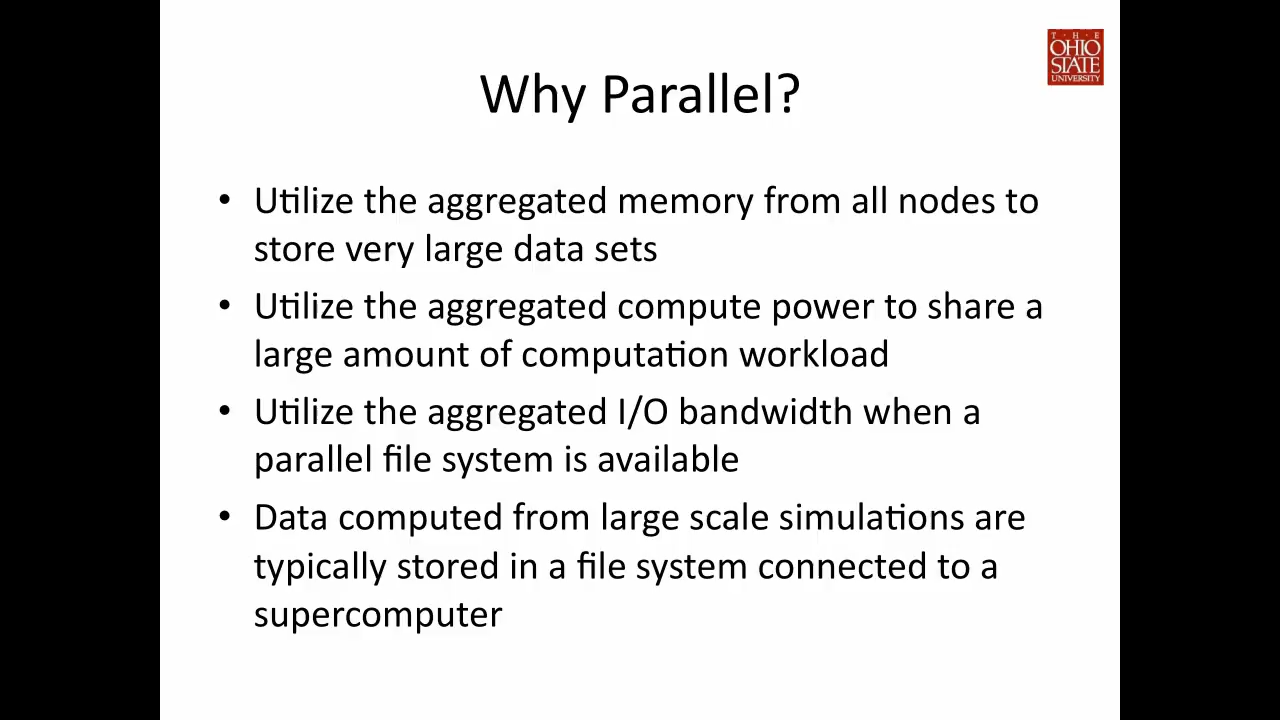 T · H · E
OHIO
STATE
UNIVERSITY
Why Parallel?
• Utilize the aggregated memory from all nodes to
store very large data sets
• Utilize the aggregated compute power to share a
large amount of computation workload
• Utilize the aggregated I/O bandwidth when a
parallel file system is available
• Data computed from large scale simulations are
typically stored in a file system connected to a
supercomputer